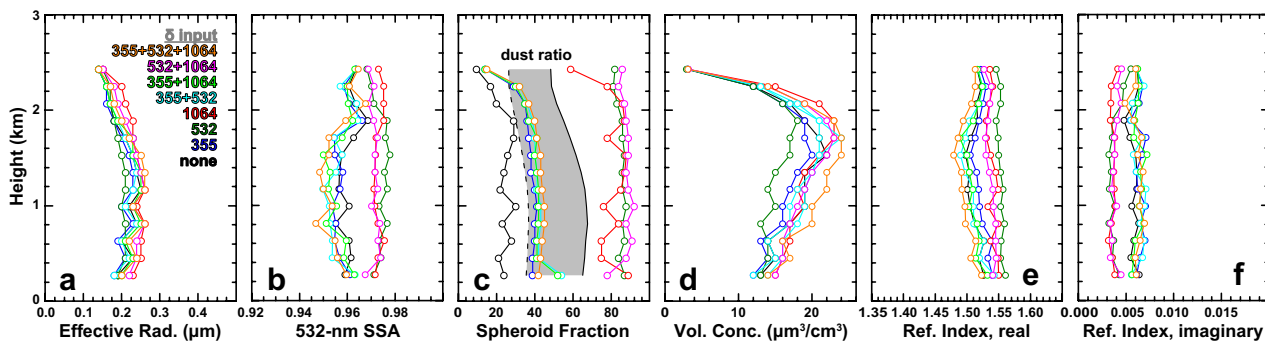 3
2
1
0
Height (km)
δ input
355+532+1064
532+1064
355+1064
355+532
1064
532
355
none
a
0.0 0.1 0.2 0.3 0.4
Effective Rad. (µm)
b
0.92 0.94 0.96 0.98
532-nm SSA
dust ratio
c
0 20 40 60 80
Spheroid Fraction
d
0 5 10 15 20 25
Vol. Conc. (µm³/cm³)
e
1.35 1.40 1.45 1.50 1.55 1.60
Ref. Index, real
f
0.000 0.005 0.010 0.015
Ref. Index, imaginary